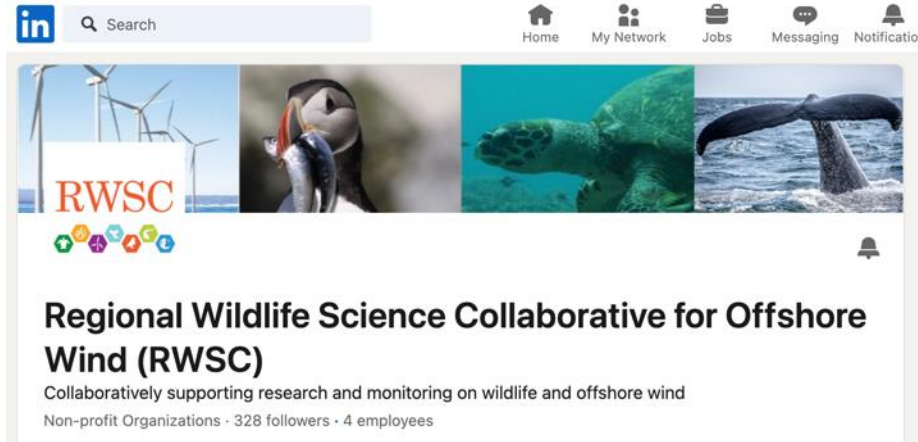 in Search
Home My Network Jobs Messaging Notificatio
RWSC
Regional Wildlife Science Collaborative for Offshore
Wind (RWSC)
Collaboratively supporting research and monitoring on wildlife and offshore wind
Non-profit Organizations · 328 followers · 4 employees